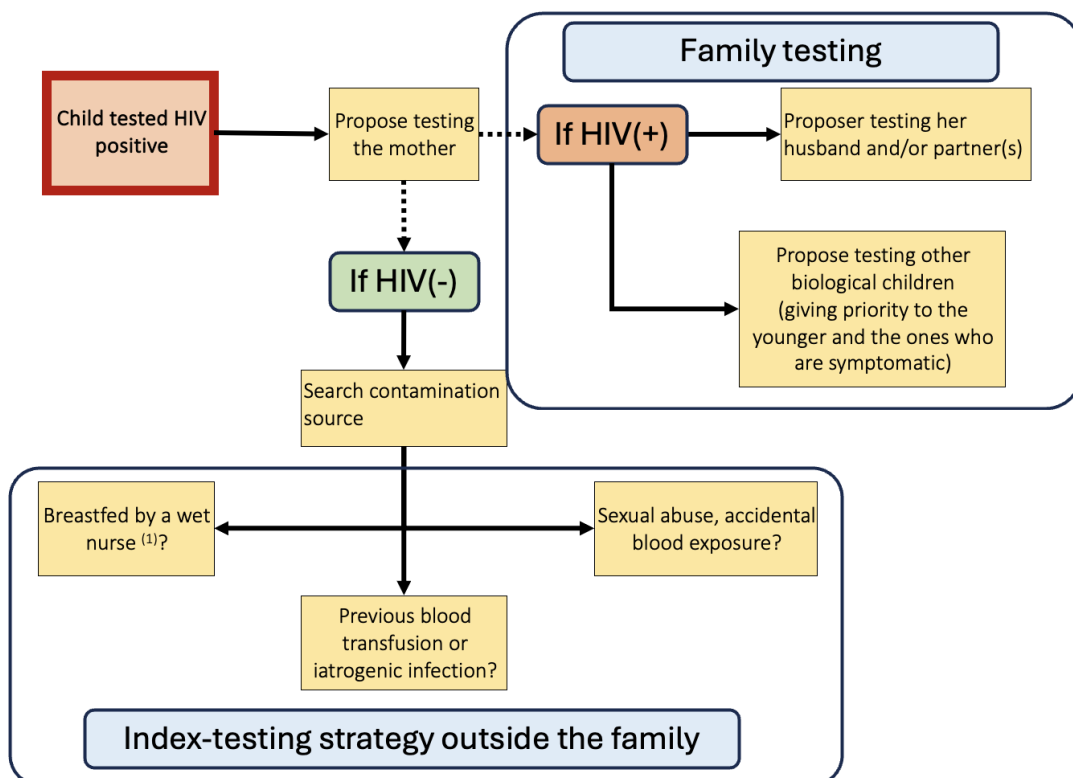 Family testing
Child tested HIV
positive
Propose testing
the mother
If HIV(+)
Proposer testing her
husband and/or partner(s)
If HIV(-)
Propose testing other
biological children
(giving priority to the
younger and the ones who
are symptomatic)
Search contamination
source
Breastfed by a wet
nurse (1)?
Sexual abuse, accidental
blood exposure?
Previous blood
transfusion or
iatrogenic infection?
Index-testing strategy outside the family